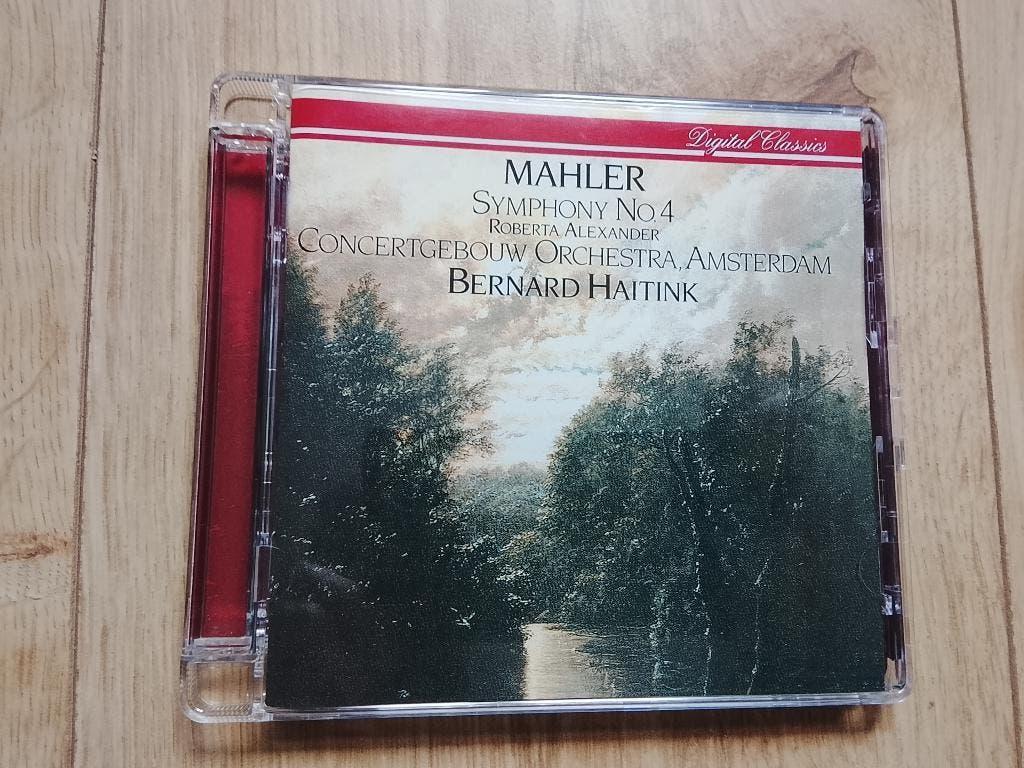 Digital Classics
MAHLER
SYMPHONY NO. 4
ROBERTA ALEXANDER
CONCERTGEBOUW ORCHESTRA, AMSTERDAM
BERNARD HAITINK